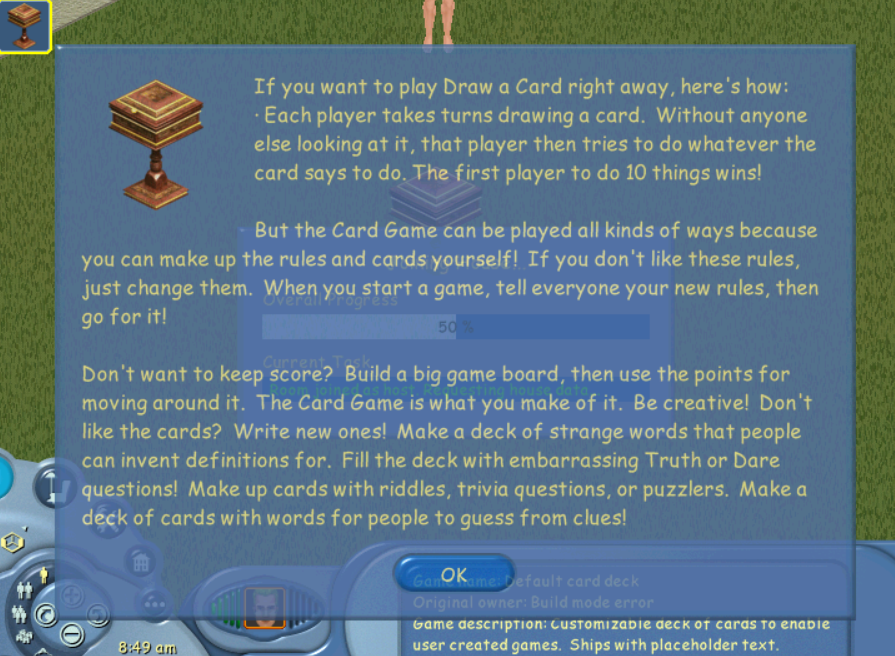 If you want to play Draw a Card right away, here's how:
· Each player takes turns drawing a card.  Without anyone
else looking at it, that player then tries to do whatever the
card says to do. The first player to do 10 things wins!
But the Card Game can be played all kinds of ways because
you can make up the rules and cards yourself!  If you don't like these rules,
just change them.  When you start a game, tell everyone your new rules, then
go for it!
Overall Progress
50 %
Current Task
Don't want to keep score?  Build a big game board, then use the points for
Room joined as host. Requesting house data
moving around it.  The Card Game is what you make of it.  Be creative!  Don't
like the cards?  Write new ones!  Make a deck of strange words that people
can invent definitions for.  Fill the deck with embarrassing Truth or Dare
questions!  Make up cards with riddles, trivia questions, or puzzlers.  Make a
deck of cards with words for people to guess from clues!
OK
Game name: Default card deck
Original owner: Build mode error
Game description: Customizable deck of cards to enable
user created games.  Ships with placeholder text.
8:49 am